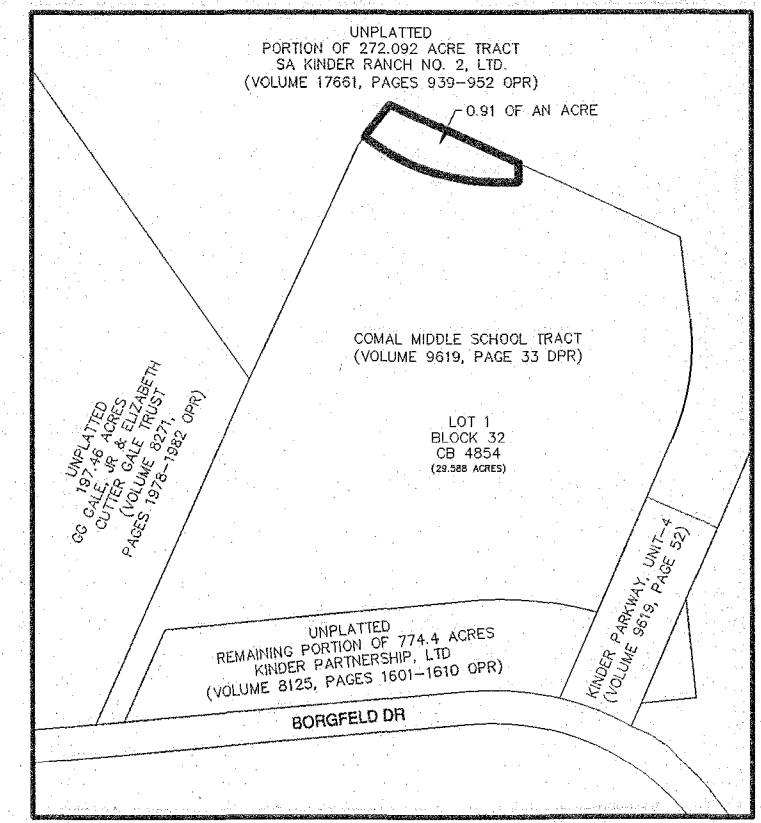 UNPLATTED
PORTION OF 272.092 ACRE TRACT
SA KINDER RANCH NO. 2, LTD.
(VOLUME 17661, PAGES 939-952 OPR)
0.91 OF AN ACRE
COMAL MIDDLE SCHOOL TRACT
(VOLUME 9619, PAGE 33 DPR)
LOT 1
BLOCK 32
CB 4854
(29.588 ACRES)
UNPLATTED
197.46 ACRES
GG GALE, JR & ELIZABETH
CUTTER GALE TRUST
(VOLUME 8271,
PAGES 1978-1982 OPR)
KINDER PARKWAY, UNIT-4
(VOLUME 9619, PAGE 52)
UNPLATTED
REMAINING PORTION OF 774.4 ACRES
KINDER PARTNERSHIP, LTD
(VOLUME 8125, PAGES 1601-1610 OPR)
BORGFELD DR